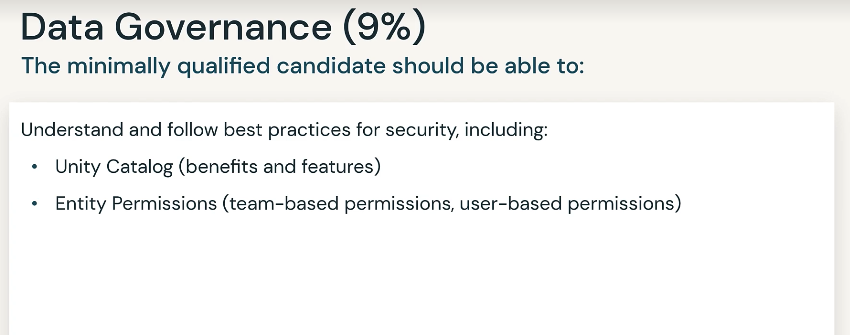 Data Governance (9%)
The minimally qualified candidate should be able to:
Understand and follow best practices for security, including:
• Unity Catalog (benefits and features)
• Entity Permissions (team-based permissions, user-based permissions)